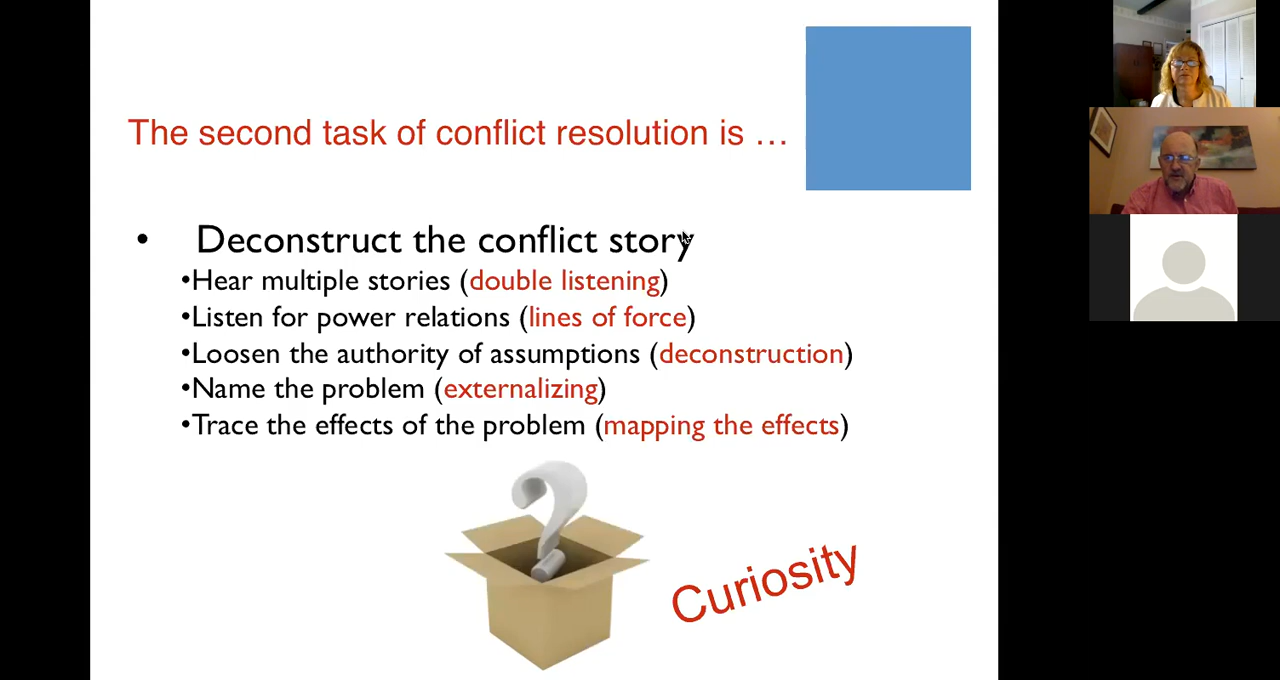 The second task of conflict resolution is …
• Deconstruct the conflict story
•Hear multiple stories (double listening)
•Listen for power relations (lines of force)
•Loosen the authority of assumptions (deconstruction)
•Name the problem (externalizing)
•Trace the effects of the problem (mapping the effects)
Curiosity